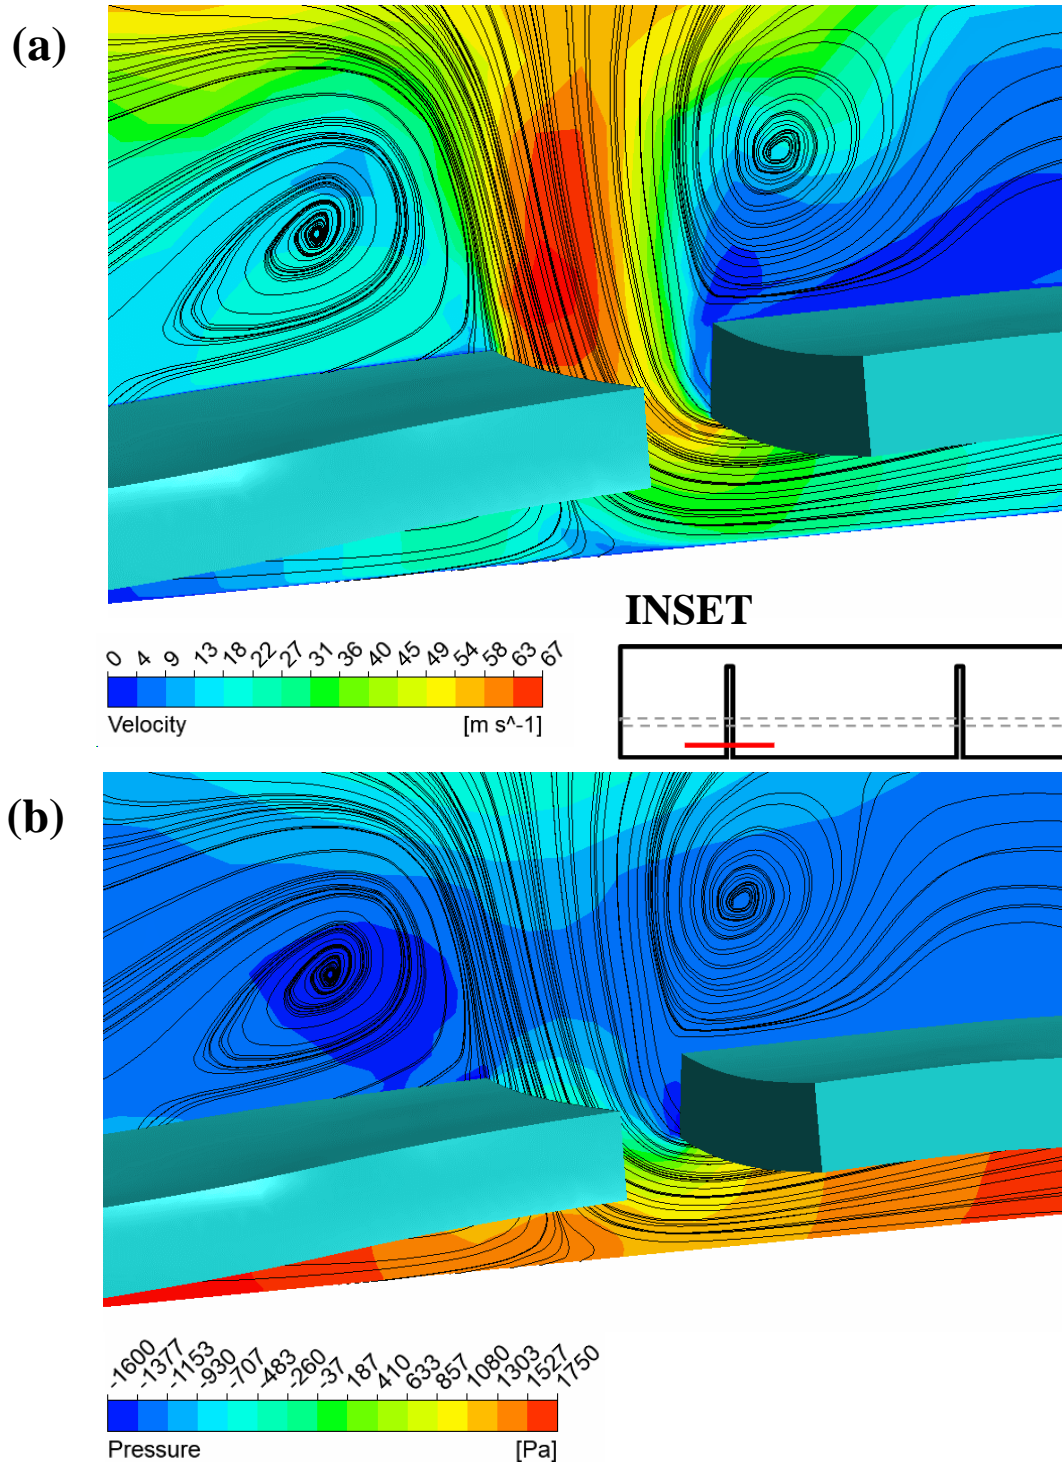 (a)
INSET
0 4 9 13 18 22 27 31 36 40 45 49 54 58 63 67
Velocity [m s^-1]
(b)
-1600 -1377 -1153 -930 -707 -483 -260 -37 187 410 633 857 1080 1303 1527 1750
Pressure [Pa]